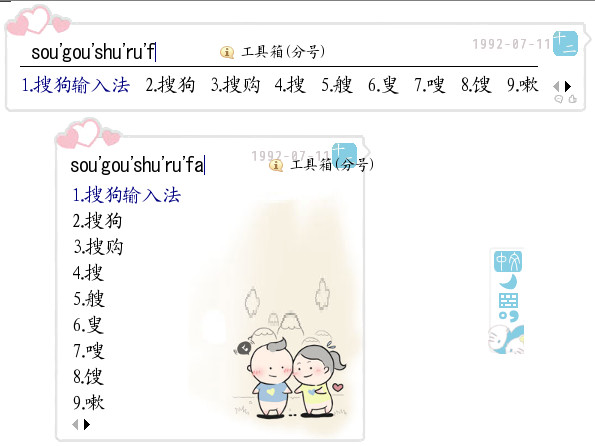 1992-07-11 十二
sou'gou'shu'ru'f 工具箱(分号)
1.搜狗输入法 2.搜狗 3.搜购 4.搜 5.艘 6.叟 7.嗖 8.馊 9.嗽
1992-07-11 十二
sou'gou'shu'ru'fa 工具箱(分号)
1.搜狗输入法
2.搜狗
3.搜购
4.搜
5.艘
6.叟
7.嗖
8.馊
9.嗽
中文